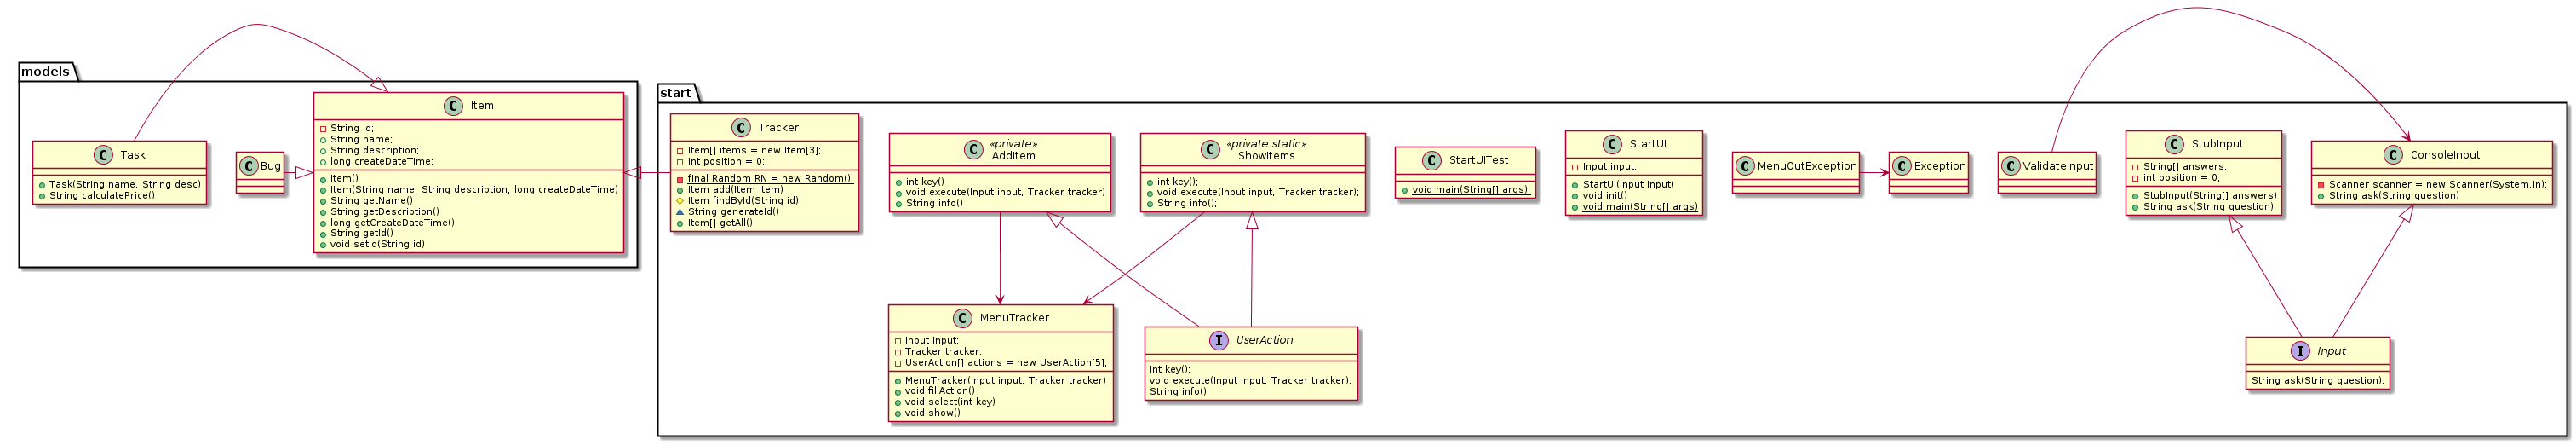 models
Task
Task(String name, String desc)
String calculatePrice()
Bug
Item
String id;
String name;
String description;
long createDateTime;
Item()
Item(String name, String description, long createDateTime)
String getName()
String getDescription()
long getCreateDateTime()
String getId()
void setId(String id)
start
Tracker
Item[] items = new Item[3];
int position = 0;
final Random RN = new Random();
Item add(Item item)
Item findById(String id)
String generateId()
Item[] getAll()
«private»
AddItem
int key()
void execute(Input input, Tracker tracker)
String info()
«private static»
ShowItems
int key();
void execute(Input input, Tracker tracker);
String info();
StartUITest
void main(String[] args);
StartUI
Input input;
StartUI(Input input)
void init()
void main(String[] args)
MenuOutException
Exception
ValidateInput
StubInput
String[] answers;
int position = 0;
StubInput(String[] answers)
String ask(String question)
ConsoleInput
Scanner scanner = new Scanner(System.in);
String ask(String question)
MenuTracker
Input input;
Tracker tracker;
UserAction[] actions = new UserAction[5];
MenuTracker(Input input, Tracker tracker)
void fillAction()
void select(int key)
void show()
UserAction
int key();
void execute(Input input, Tracker tracker);
String info();
Input
String ask(String question);